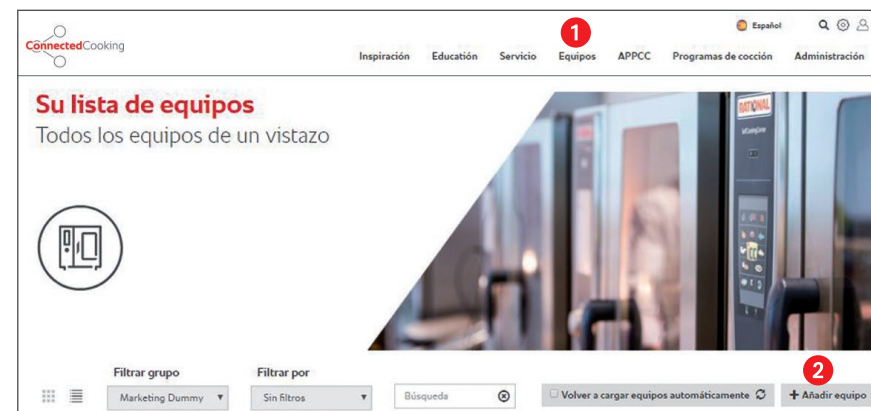 1
Español
ConnectedCooking
Inspiración Educatión Servicio Equipos APPCC Programas de cocción Administración
Su lista de equipos
Todos los equipos de un vistazo
RATIONAL
2
Filtrar grupo Filtrar por
Marketing Dummy Sin filtros Búsqueda Volver a cargar equipos automáticamente + Añadir equipo